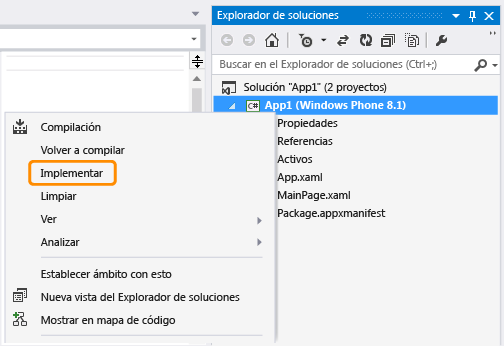 Explorador de soluciones
Buscar en el Explorador de soluciones (Ctrl+;)
Solución "App1" (2 proyectos)
C# App1 (Windows Phone 8.1)
Propiedades
Referencias
Activos
App.xaml
MainPage.xaml
Package.appxmanifest
Compilación
Volver a compilar
Implementar
Limpiar
Ver
Analizar
Establecer ámbito con esto
Nueva vista del Explorador de soluciones
Mostrar en mapa de código